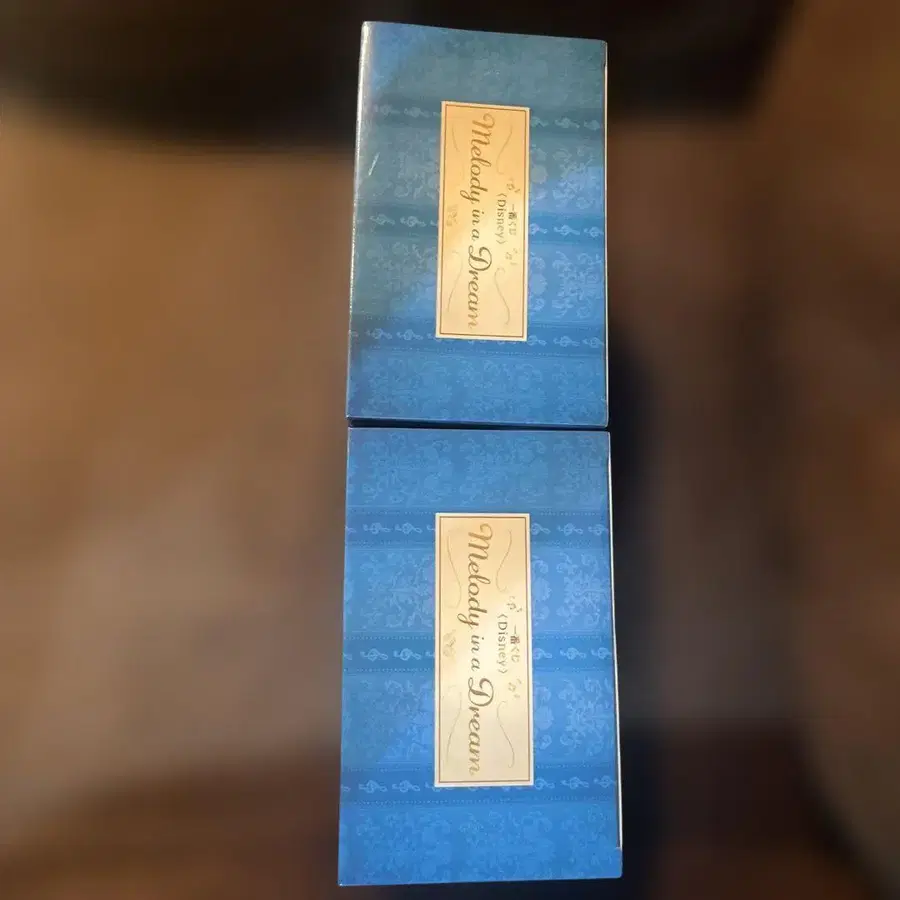 一番くじ
〈Disney〉
Melody in a Dream
一番くじ
〈Disney〉
Melody in a Dream